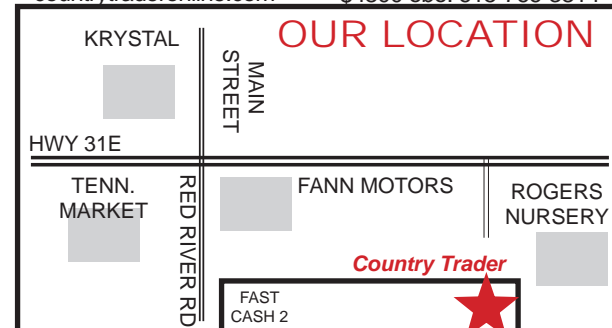 OUR LOCATION
KRYSTAL
MAIN
STREET
HWY 31E
TENN.
MARKET
RED RIVER RD
FANN MOTORS
ROGERS
NURSERY
Country Trader
FAST
CASH 2